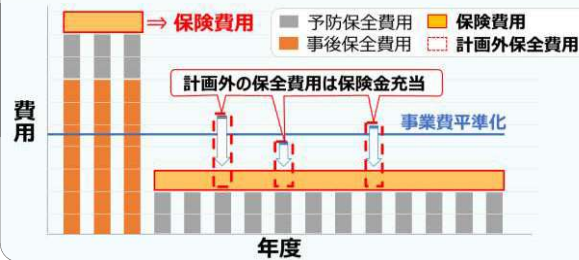 ⇒ 保険費用
予防保全費用
保険費用
事後保全費用
計画外保全費用
計画外の保全費用は保険金充当
事業費平準化
費用
年度